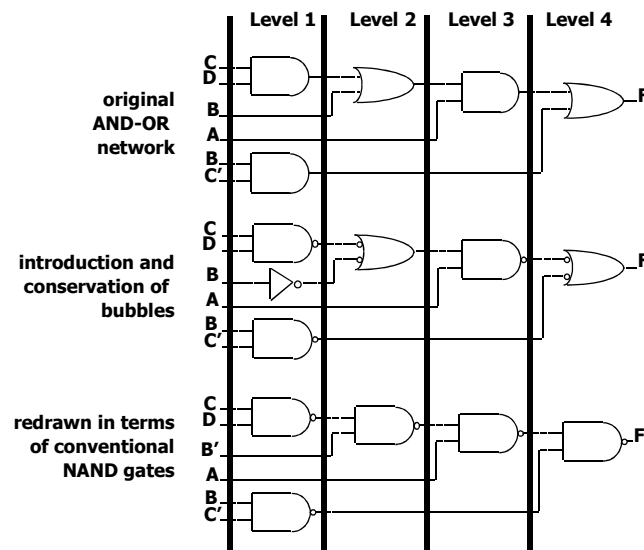 Level 1 Level 2 Level 3 Level 4
C
D
original
AND-OR
network
B
A
B
C'
F
C
D
introduction and
conservation of
bubbles
B
A
B
C'
F
C
D
redrawn in terms
of conventional
NAND gates
B'
A
B
C'
F